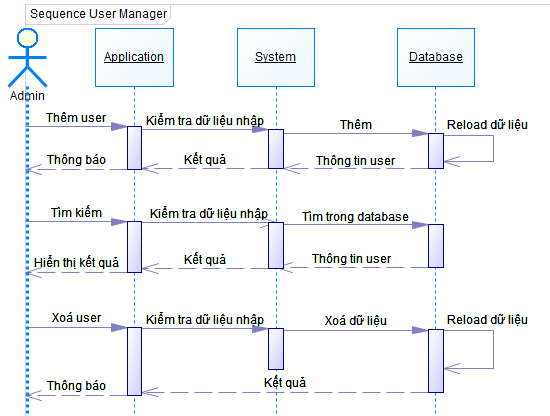 Sequence User Manager
Application
System
Database
Admin
Thêm user
Kiểm tra dữ liệu nhập
Thêm
Reload dữ liệu
Thông báo
Kết quả
Thông tin user
Tìm kiếm
Kiểm tra dữ liệu nhập
Tìm trong database
Hiển thị kết quả
Kết quả
Thông tin user
Xoá user
Kiểm tra dữ liệu nhập
Xoá dữ liệu
Reload dữ liệu
Thông báo
Kết quả